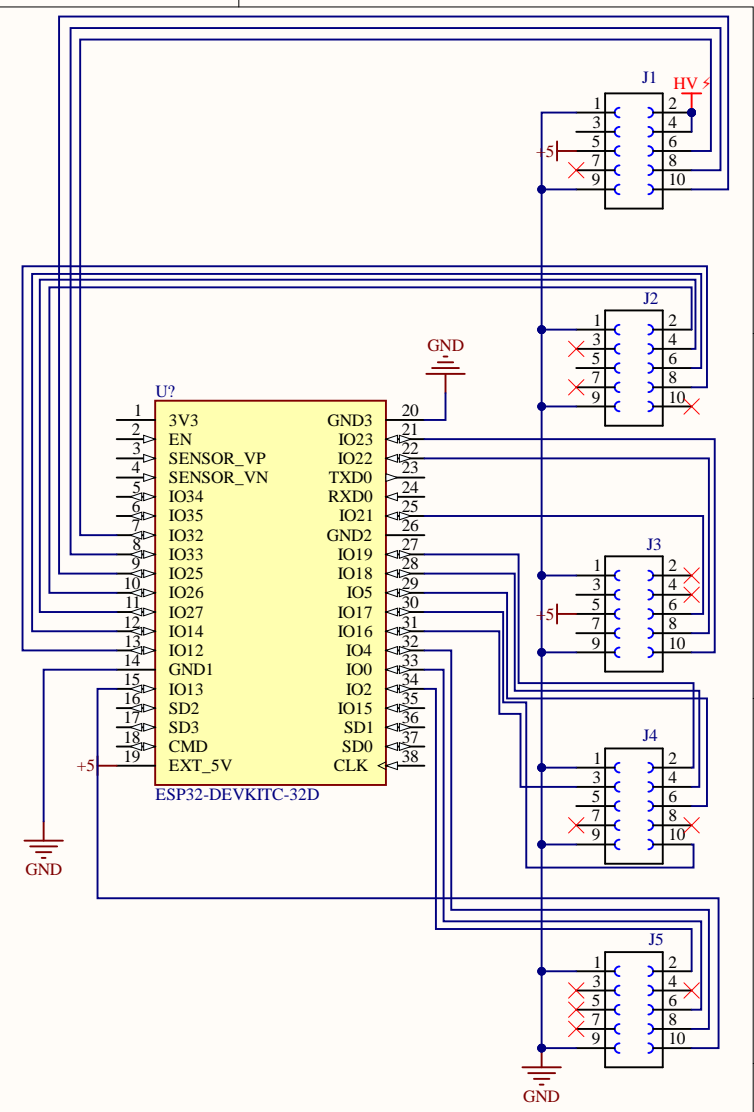 J1
HV
1 2
3 4
+5 5 6
7 8
9 10
J2
1 2
3 4
5 6
7 8
9 10
GND
U?
1 3V3 GND3 20
2 EN IO23 21
3 SENSOR_VP IO22 22
4 SENSOR_VN TXD0 23
5 IO34 RXD0 24
6 IO35 IO21 25
7 IO32 GND2 26
8 IO33 IO19 27
9 IO25 IO18 28
10 IO26 IO5 29
11 IO27 IO17 30
12 IO14 IO16 31
13 IO12 IO4 32
14 GND1 IO0 33
15 IO13 IO2 34
16 SD2 IO15 35
17 SD3 SD1 36
18 CMD SD0 37
+5 19 EXT_5V CLK 38
ESP32-DEVKITC-32D
GND
J3
1 2
3 4
+5 5 6
7 8
9 10
J4
1 2
3 4
5 6
7 8
9 10
J5
1 2
3 4
5 6
7 8
9 10
GND